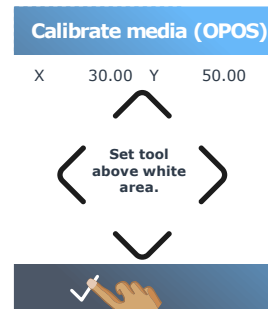 Calibrate media (OPOS)
X 30.00 Y 50.00
Set tool
above white
area.